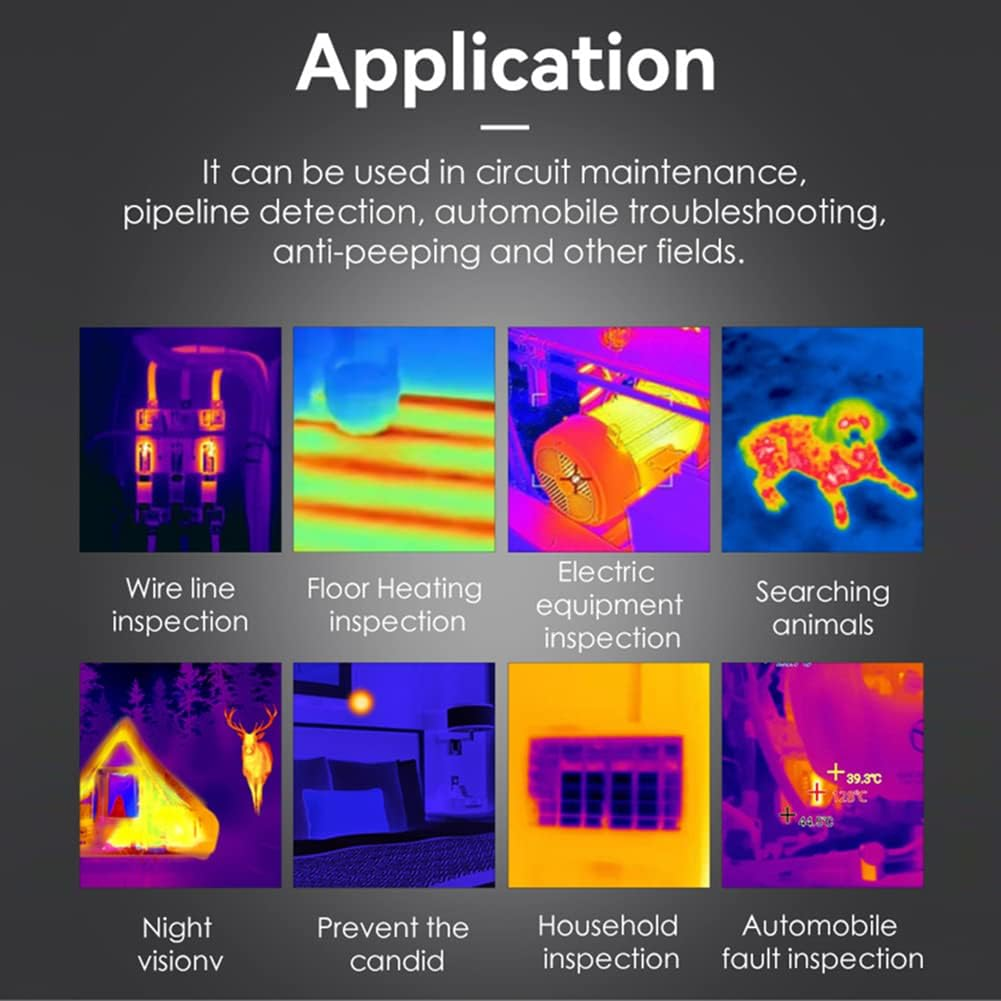 Application
It can be used in circuit maintenance,
pipeline detection, automobile troubleshooting,
anti-peeping and other fields.
Wire line
inspection
Floor Heating
inspection
Electric
equipment
inspection
Searching
animals
39.3℃
128℃
44.5℃
Night
visionv
Prevent the
candid
Household
inspection
Automobile
fault inspection